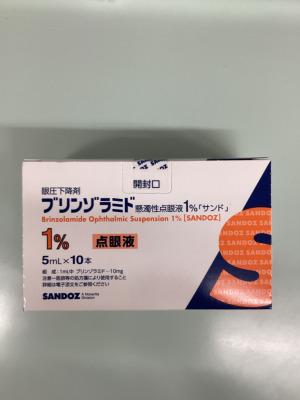 開封口
眼圧下降剤
ブリンゾラミド 懸濁性点眼液1%「サンド」
Brinzolamide Ophthalmic Suspension 1% [SANDOZ]
1% 点眼液
5mL×10本
組 成:1mL中 ブリンゾラミド…10mg
注意-医師等の処方箋により使用すること
詳細は電子添文をご参照ください
SANDOZ A Novartis
Division